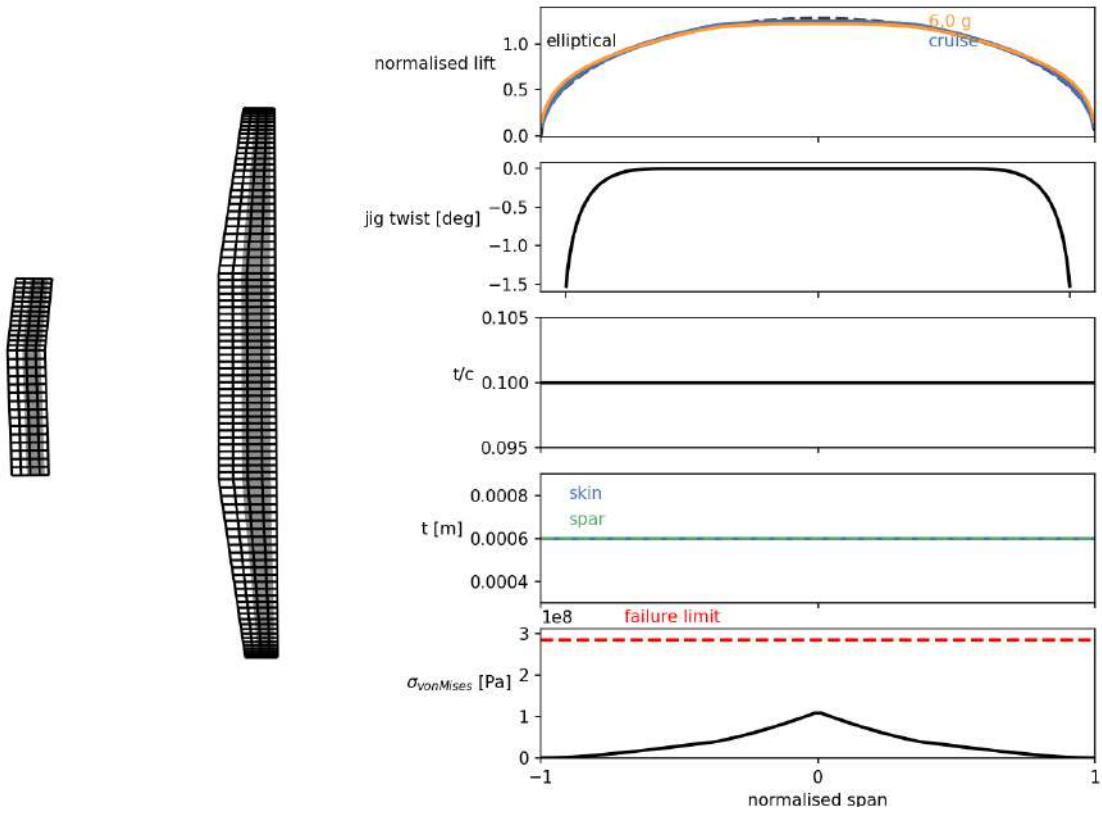 6.0 g
1.0
elliptical
cruise
normalised lift
0.5
0.0
0.0
−0.5
jig twist [deg]
−1.0
−1.5
0.105
t/c
0.100
0.095
0.0008
skin
spar
t [m]
0.0006
0.0004
1e8
failure limit
3
2
σvonMises [Pa]
1
0
−1
0
1
normalised span